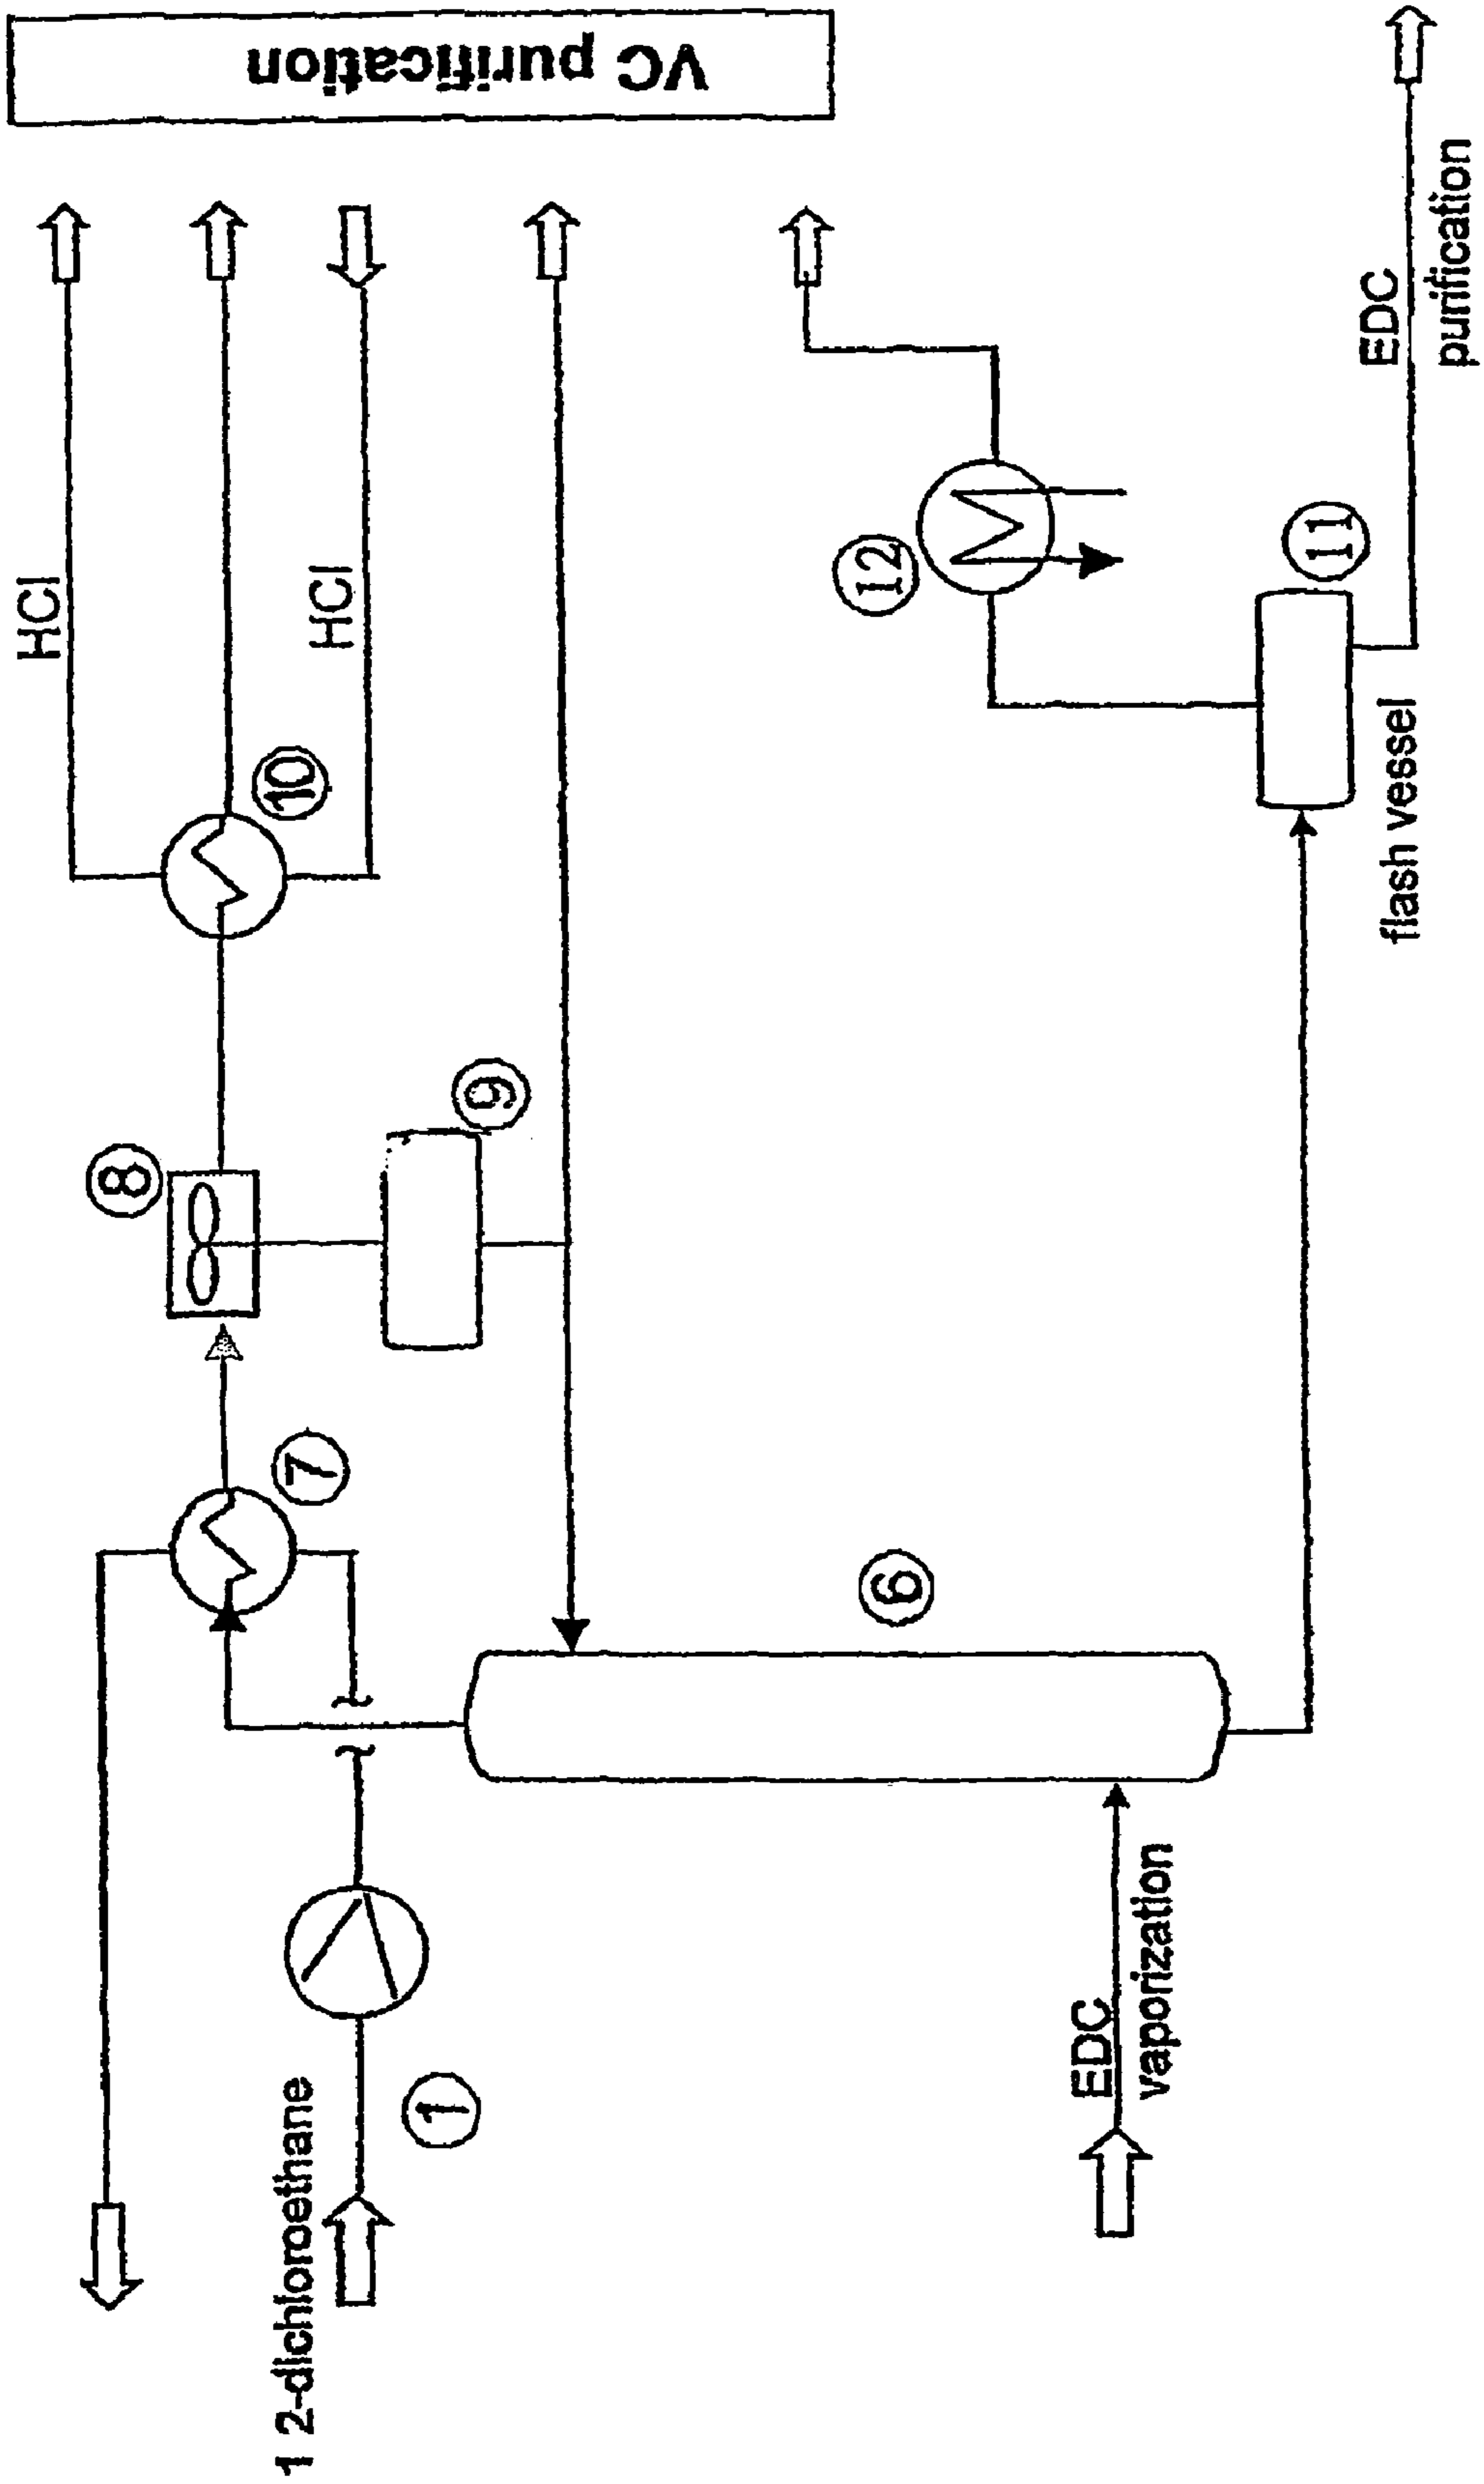 HCl
VC purification
8
10
HCl
7
9
1 2-dichloroethane
1
12
6
EDC
vaporization
11
flash vessel
EDC
purification